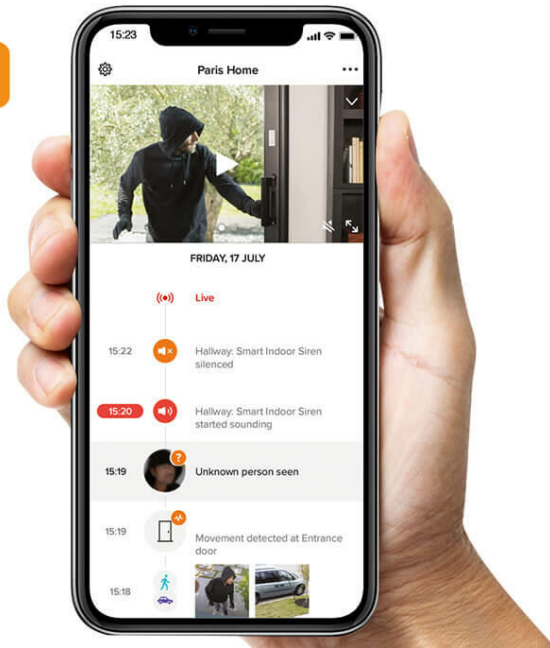 15:23
Paris Home
FRIDAY, 17 JULY
Live
15:22
Hallway: Smart Indoor Siren
silenced
15:20
Hallway: Smart Indoor Siren
started sounding
15:19
?
Unknown person seen
15:19
Movement detected at Entrance
door
15:18